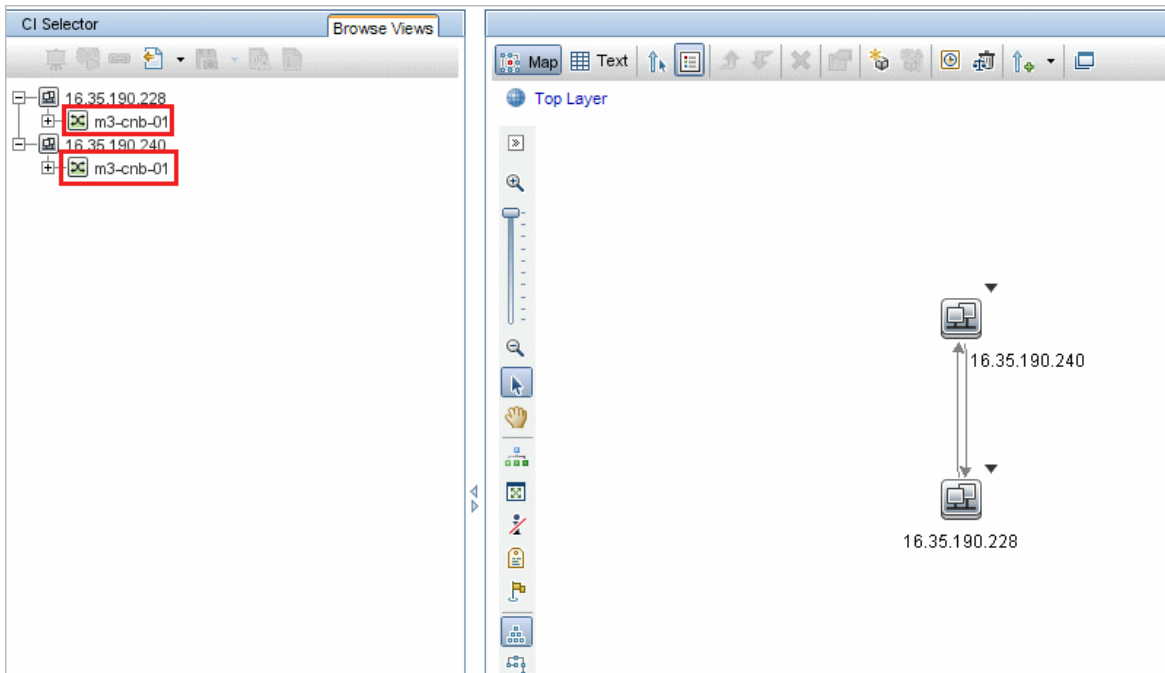 CI Selector
Browse Views
16.35.190.228
m3-cnb-01
16.35.190.240
m3-cnb-01
Map
Text
Top Layer
16.35.190.240
16.35.190.228